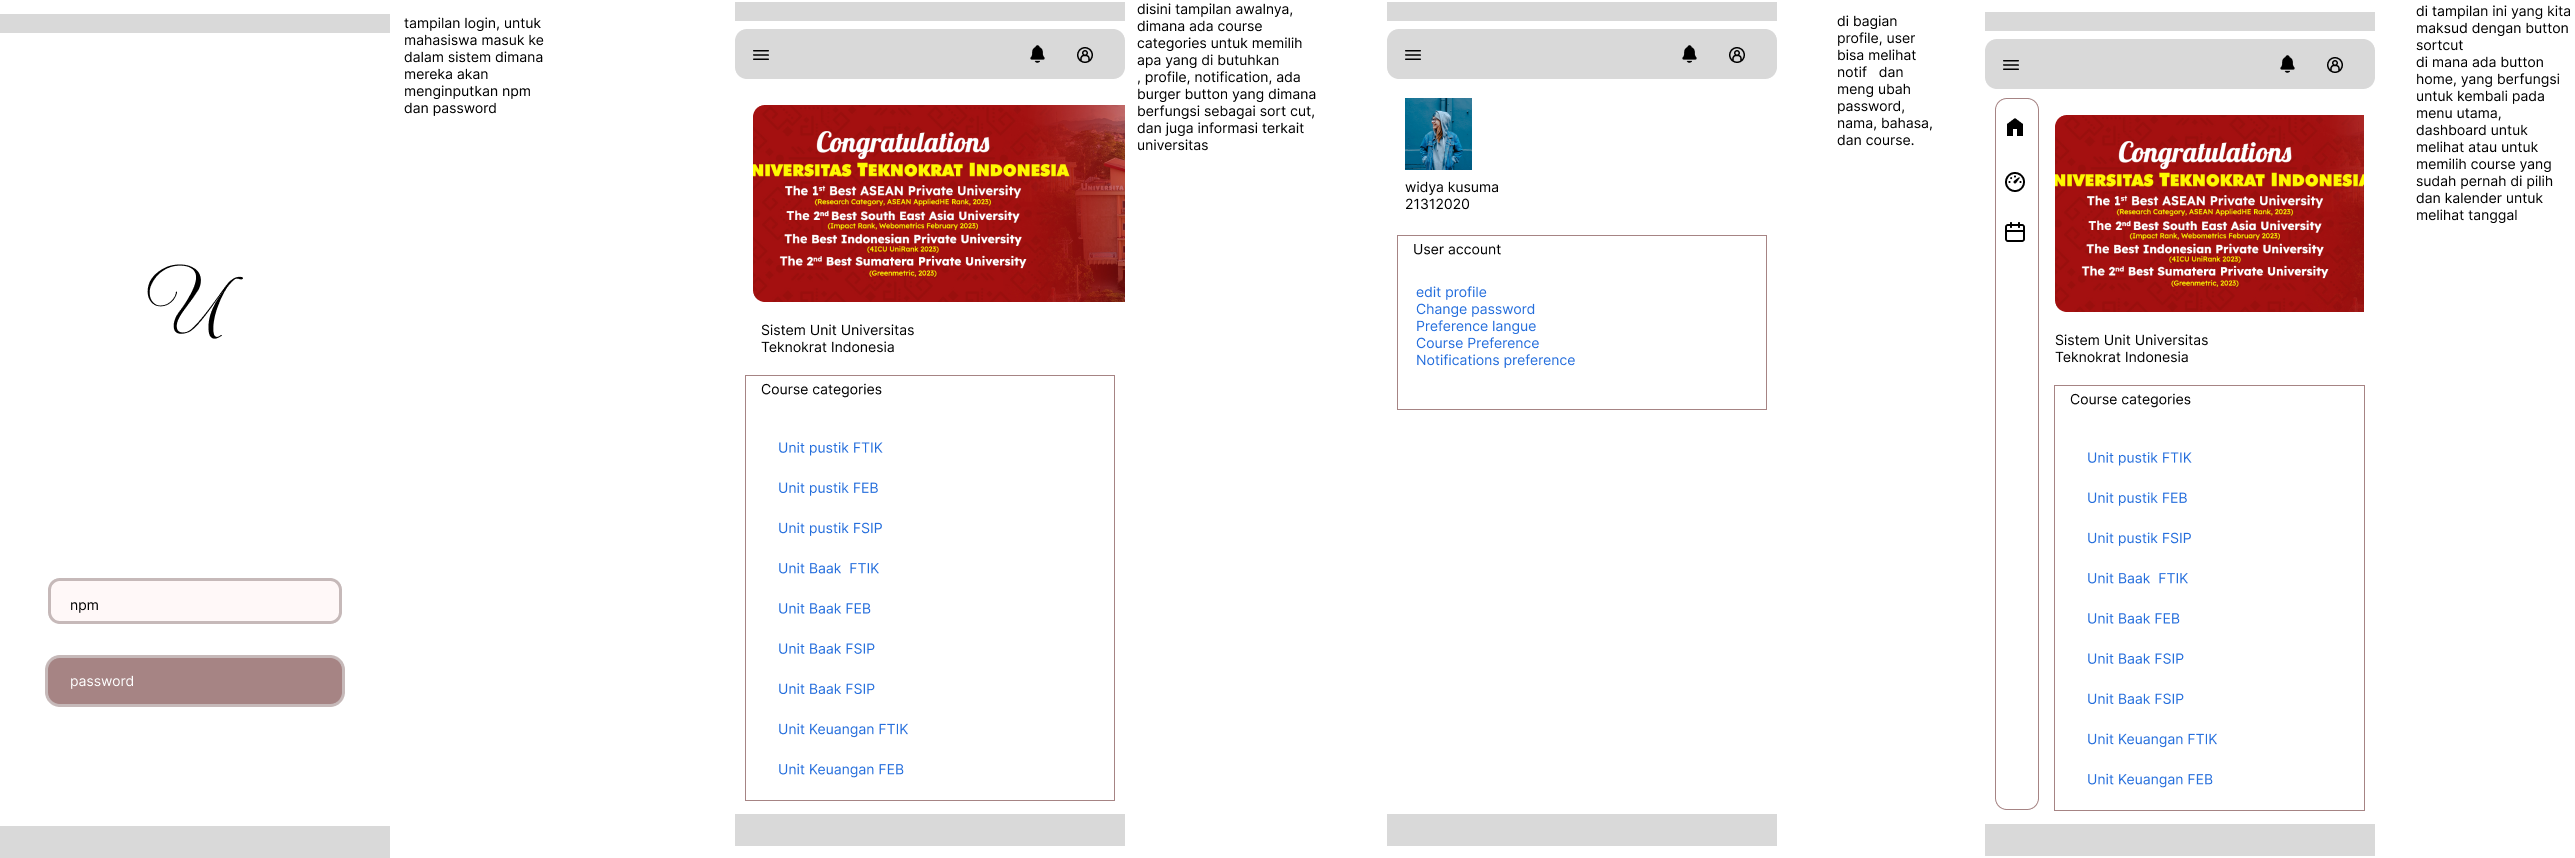 tampilan login, untuk
mahasiswa masuk ke
dalam sistem dimana
mereka akan
menginputkan npm
dan password
U
npm
password
disini tampilan awalnya,
dimana ada course
categories untuk memilih
apa yang di butuhkan
, profile, notification, ada
burger button yang dimana
berfungsi sebagai sort cut,
dan juga informasi terkait
universitas
Congratulations
NIVERSITAS TEKNOKRAT INDONESIA
The 1st Best ASEAN Private University
(Research Category, ASEAN AppliedHE Rank, 2023)
The 2nd Best South East Asia University
(Impact Rank, Webometrics February 2023)
The Best Indonesian Private University
(4ICU UniRank 2023)
The 2nd Best Sumatera Private University
(Greenmetric, 2023)
Sistem Unit Universitas
Teknokrat Indonesia
Course categories
Unit pustik FTIK
Unit pustik FEB
Unit pustik FSIP
Unit Baak  FTIK
Unit Baak FEB
Unit Baak FSIP
Unit Baak FSIP
Unit Keuangan FTIK
Unit Keuangan FEB
widya kusuma
21312020
User account
edit profile
Change password
Preference langue
Course Preference
Notifications preference
di bagian
profile, user
bisa melihat
notif  dan
meng ubah
password,
nama, bahasa,
dan course.
Congratulations
NIVERSITAS TEKNOKRAT INDONESIA
The 1st Best ASEAN Private University
(Research Category, ASEAN AppliedHE Rank, 2023)
The 2nd Best South East Asia University
(Impact Rank, Webometrics February 2023)
The Best Indonesian Private University
(4ICU UniRank 2023)
The 2nd Best Sumatera Private University
(Greenmetric, 2023)
Sistem Unit Universitas
Teknokrat Indonesia
Course categories
Unit pustik FTIK
Unit pustik FEB
Unit pustik FSIP
Unit Baak  FTIK
Unit Baak FEB
Unit Baak FSIP
Unit Baak FSIP
Unit Keuangan FTIK
Unit Keuangan FEB
di tampilan ini yang kita
maksud dengan button
sortcut
di mana ada button
home, yang berfungsi
untuk kembali pada
menu utama,
dashboard untuk
melihat atau untuk
memilih course yang
sudah pernah di pilih
dan kalender untuk
melihat tanggal